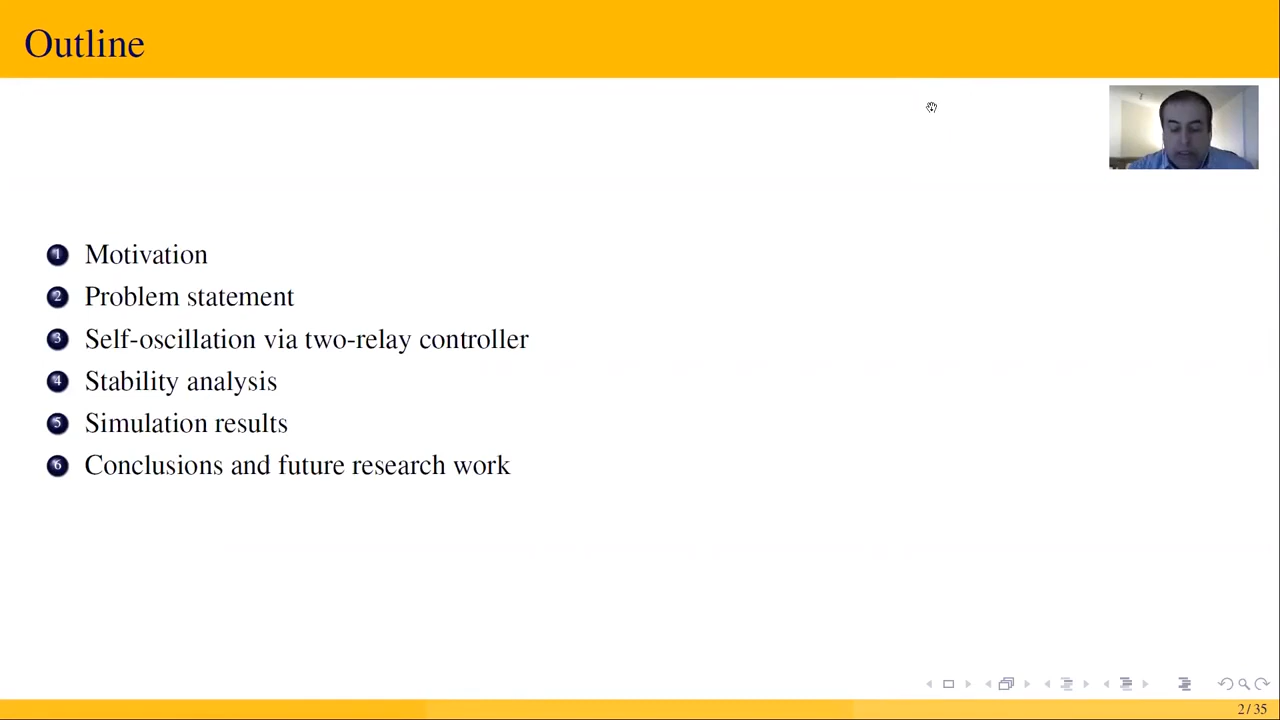 Outline
1 Motivation
2 Problem statement
3 Self-oscillation via two-relay controller
4 Stability analysis
5 Simulation results
6 Conclusions and future research work
2 / 35